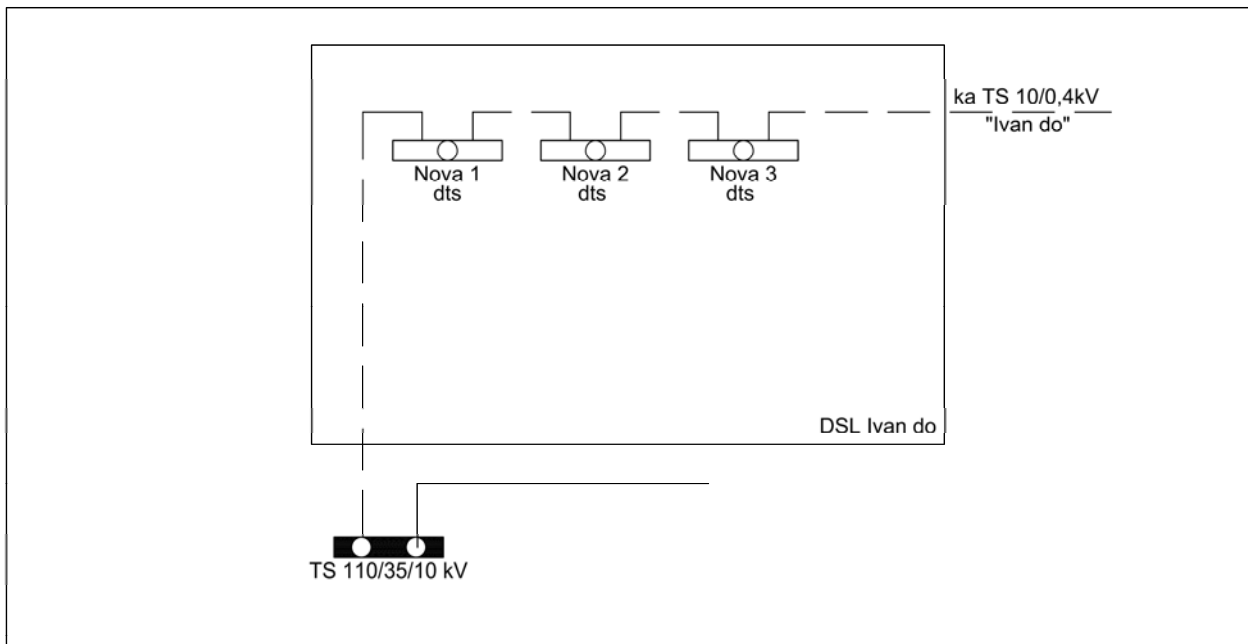 ka TS 10/0,4kV
"Ivan do"
Nova 1
dts
Nova 2
dts
Nova 3
dts
DSL Ivan do
TS 110/35/10 kV